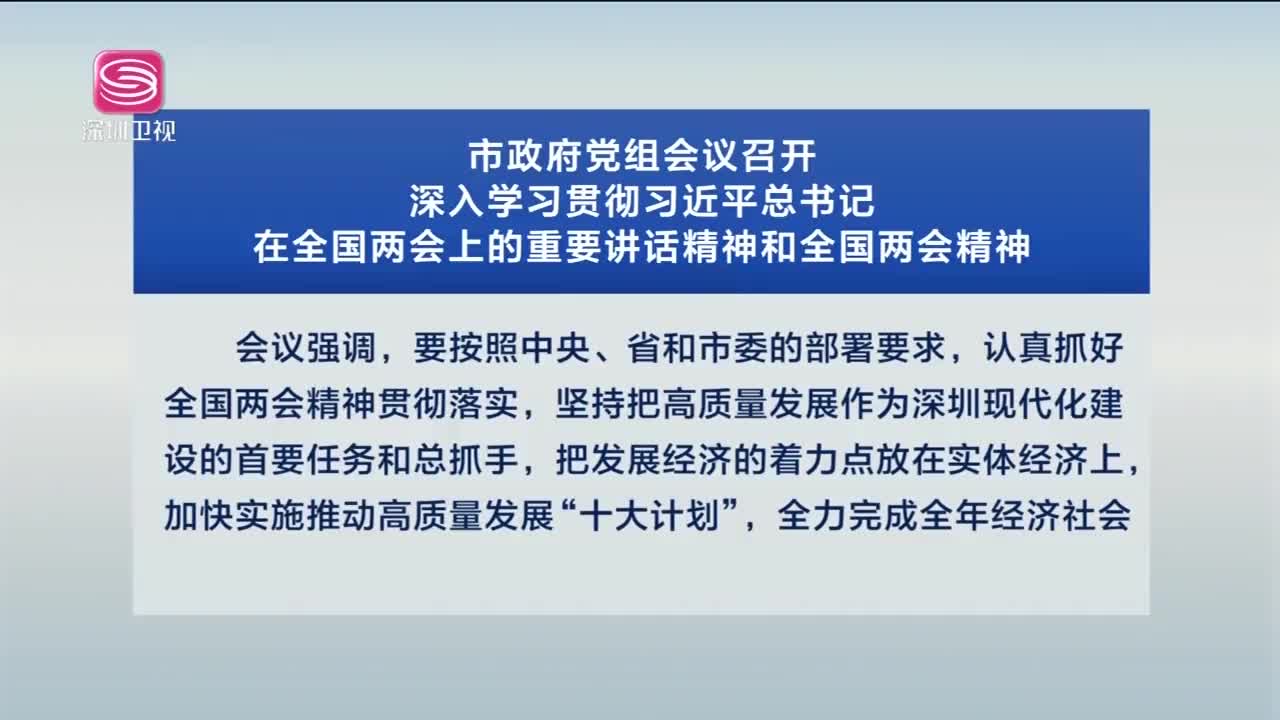 深圳卫视
市政府党组会议召开
深入学习贯彻习近平总书记
在全国两会上的重要讲话精神和全国两会精神
会议强调，要按照中央、省和市委的部署要求，认真抓好
全国两会精神贯彻落实，坚持把高质量发展作为深圳现代化建
设的首要任务和总抓手，把发展经济的着力点放在实体经济上，
加快实施推动高质量发展“十大计划”，全力完成全年经济社会